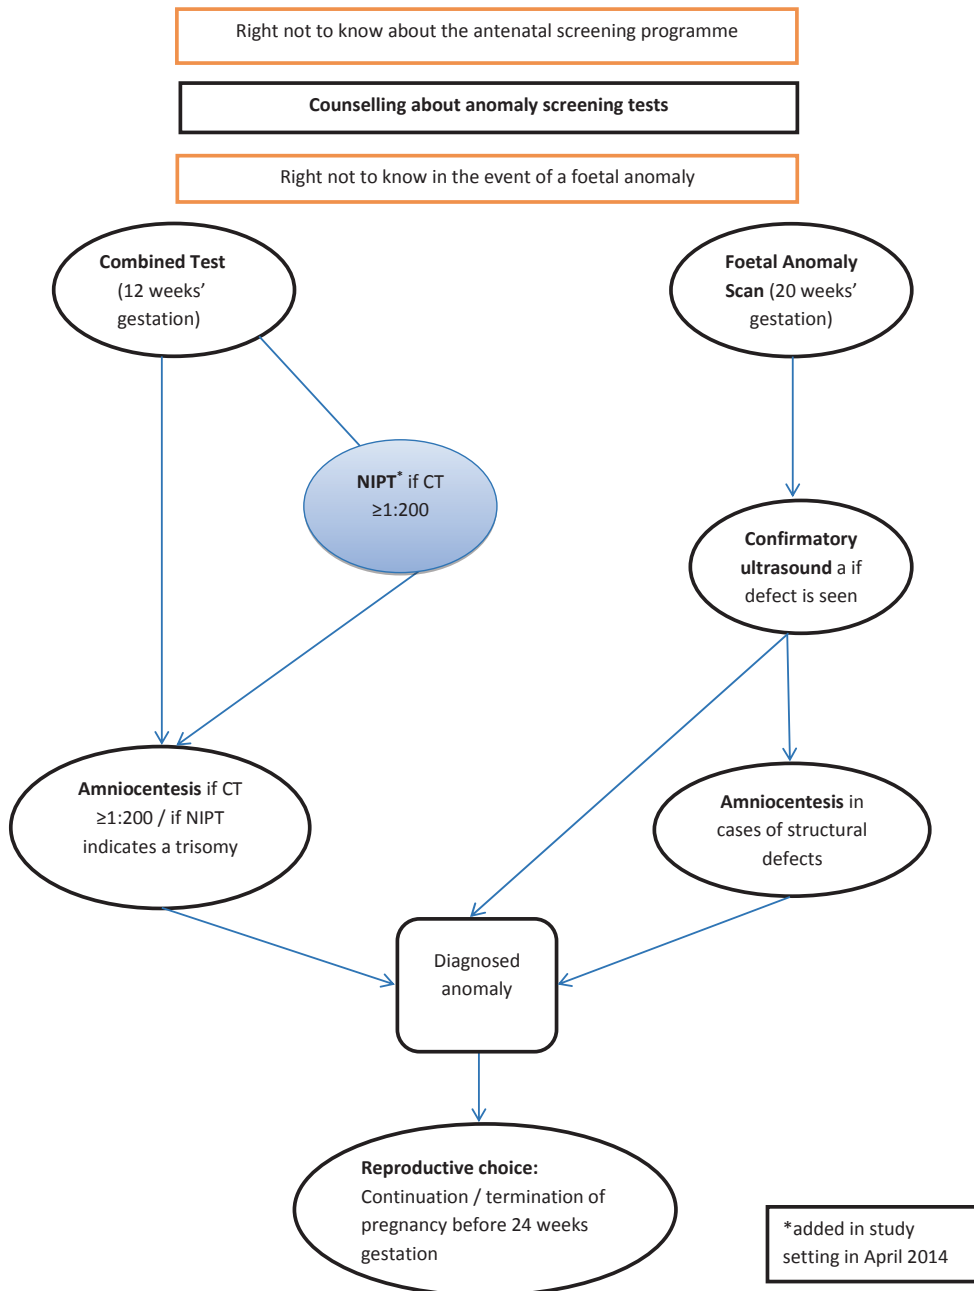 Right not to know about the antenatal screening programme
Counselling about anomaly screening tests
Right not to know in the event of a foetal anomaly
Combined Test
(12 weeks’
gestation)
Foetal Anomaly
Scan (20 weeks’
gestation)
NIPT* if CT
≥1:200
Confirmatory
ultrasound a if
defect is seen
Amniocentesis if CT
≥1:200 / if NIPT
indicates a trisomy
Amniocentesis in
cases of structural
defects
Diagnosed
anomaly
Reproductive choice:
Continuation / termination of
pregnancy before 24 weeks
gestation
*added in study
setting in April 2014